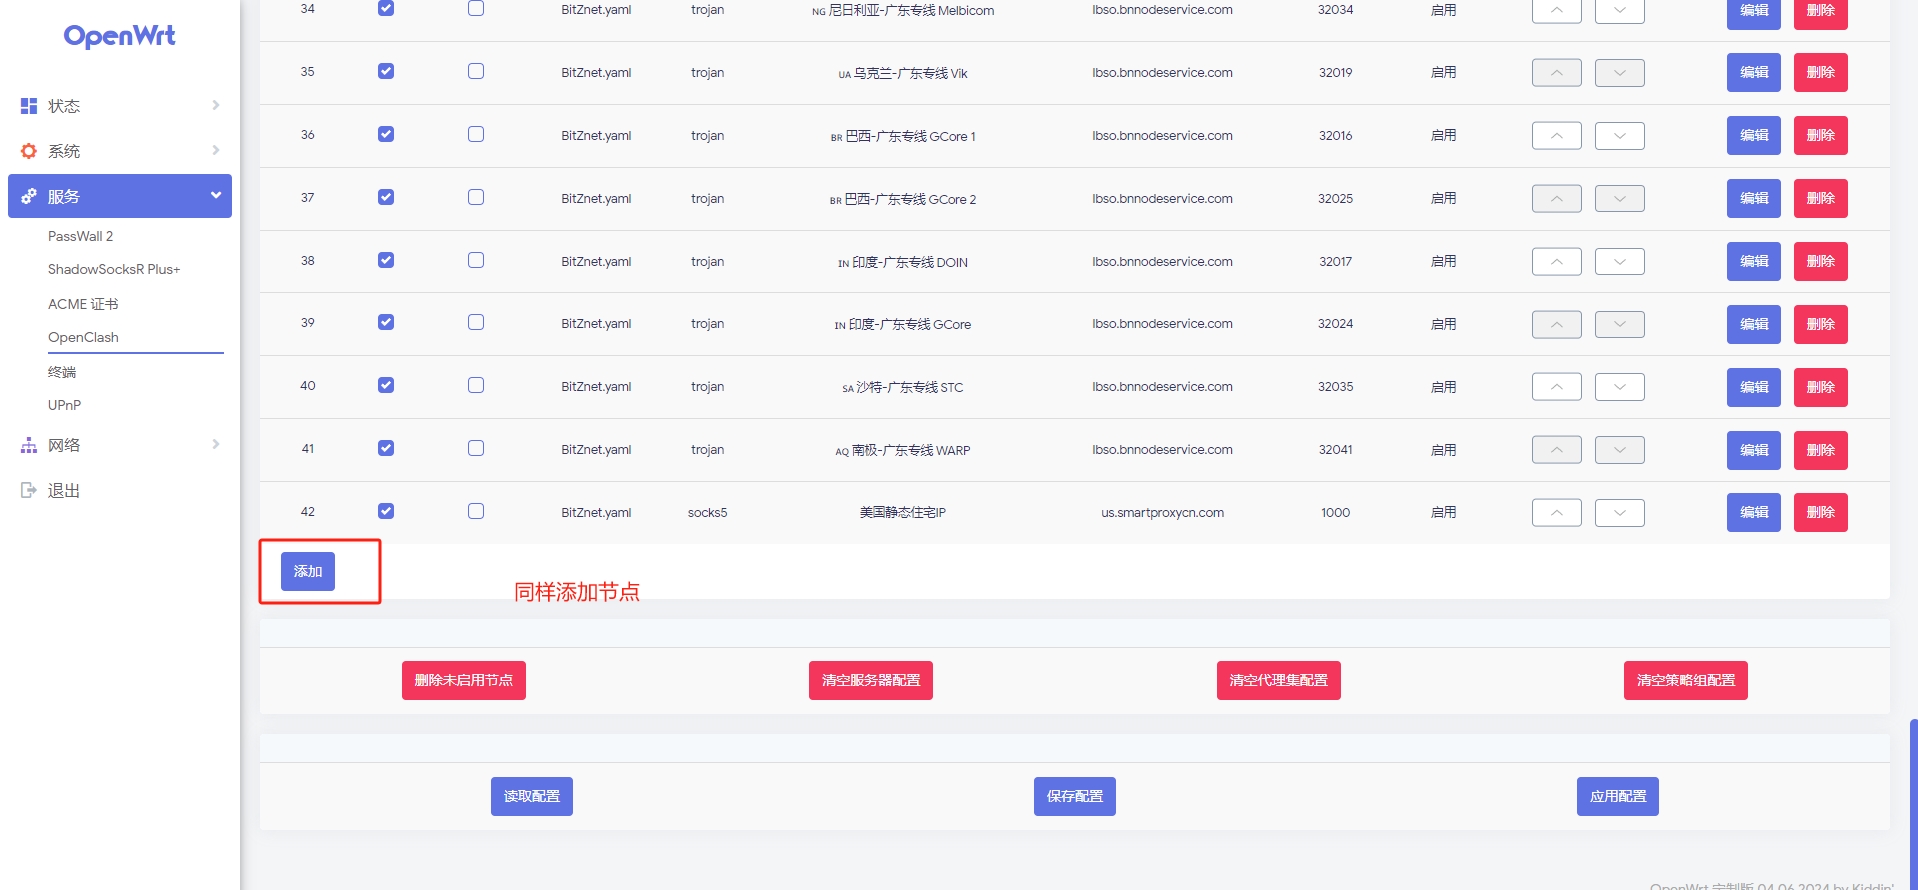 OpenWrt
状态
系统
服务
PassWall 2
ShadowSocksR Plus+
ACME 证书
OpenClash
终端
UPnP
网络
退出
34 BitZnet.yaml trojan NG 尼日利亚-广东专线 Melbicom lbso.bnnodeservice.com 32034 启用 编辑 删除
35 BitZnet.yaml trojan UA 乌克兰-广东专线 Vik lbso.bnnodeservice.com 32019 启用 编辑 删除
36 BitZnet.yaml trojan BR 巴西-广东专线 GCore 1 lbso.bnnodeservice.com 32016 启用 编辑 删除
37 BitZnet.yaml trojan BR 巴西-广东专线 GCore 2 lbso.bnnodeservice.com 32025 启用 编辑 删除
38 BitZnet.yaml trojan IN 印度-广东专线 DOIN lbso.bnnodeservice.com 32017 启用 编辑 删除
39 BitZnet.yaml trojan IN 印度-广东专线 GCore lbso.bnnodeservice.com 32024 启用 编辑 删除
40 BitZnet.yaml trojan SA 沙特-广东专线 STC lbso.bnnodeservice.com 32035 启用 编辑 删除
41 BitZnet.yaml trojan AQ 南极-广东专线 WARP lbso.bnnodeservice.com 32041 启用 编辑 删除
42 BitZnet.yaml socks5 美国静态住宅IP us.smartproxycn.com 1000 启用 编辑 删除
添加
同样添加节点
删除未启用节点 清空服务器配置 清空代理集配置 清空策略组配置
读取配置 保存配置 应用配置
OpenWrt 定制版 04.06.2024 by Kiddin'